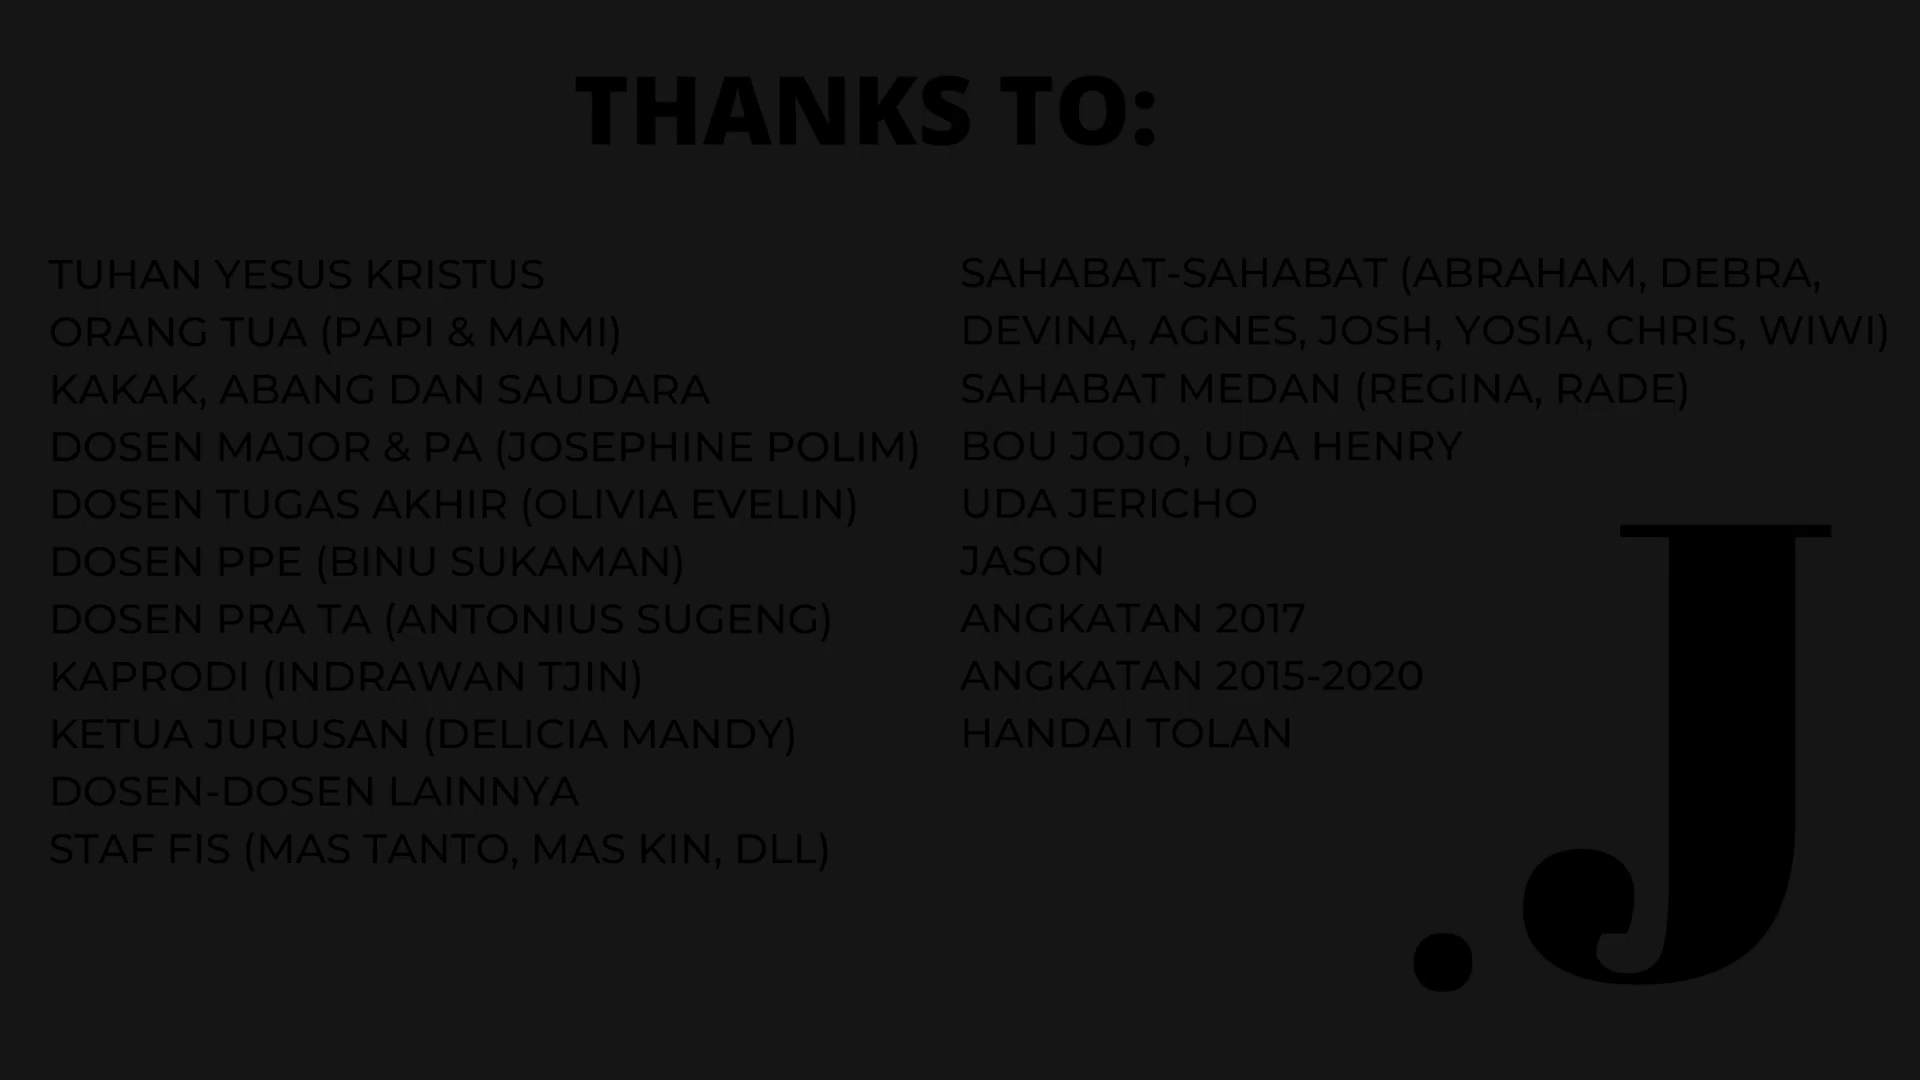 THANKS TO:
TUHAN YESUS KRISTUS
ORANG TUA (PAPI & MAMI)
KAKAK, ABANG DAN SAUDARA
DOSEN MAJOR & PA (JOSEPHINE POLIM)
DOSEN TUGAS AKHIR (OLIVIA EVELIN)
DOSEN PPE (BINU SUKAMAN)
DOSEN PRA TA (ANTONIUS SUGENG)
KAPRODI (INDRAWAN TJIN)
KETUA JURUSAN (DELICIA MANDY)
DOSEN-DOSEN LAINNYA
STAF FIS (MAS TANTO, MAS KIN, DLL)
SAHABAT-SAHABAT (ABRAHAM, DEBRA,
DEVINA, AGNES, JOSH, YOSIA, CHRIS, WIWI)
SAHABAT MEDAN (REGINA, RADE)
BOU JOJO, UDA HENRY
UDA JERICHO
JASON
ANGKATAN 2017
ANGKATAN 2015-2020
HANDAI TOLAN
.J